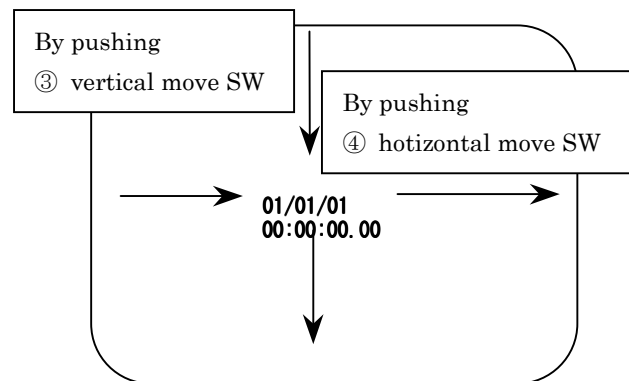 By pushing
③ vertical move SW
By pushing
④ hotizontal move SW
01/01/01
00:00:00.00